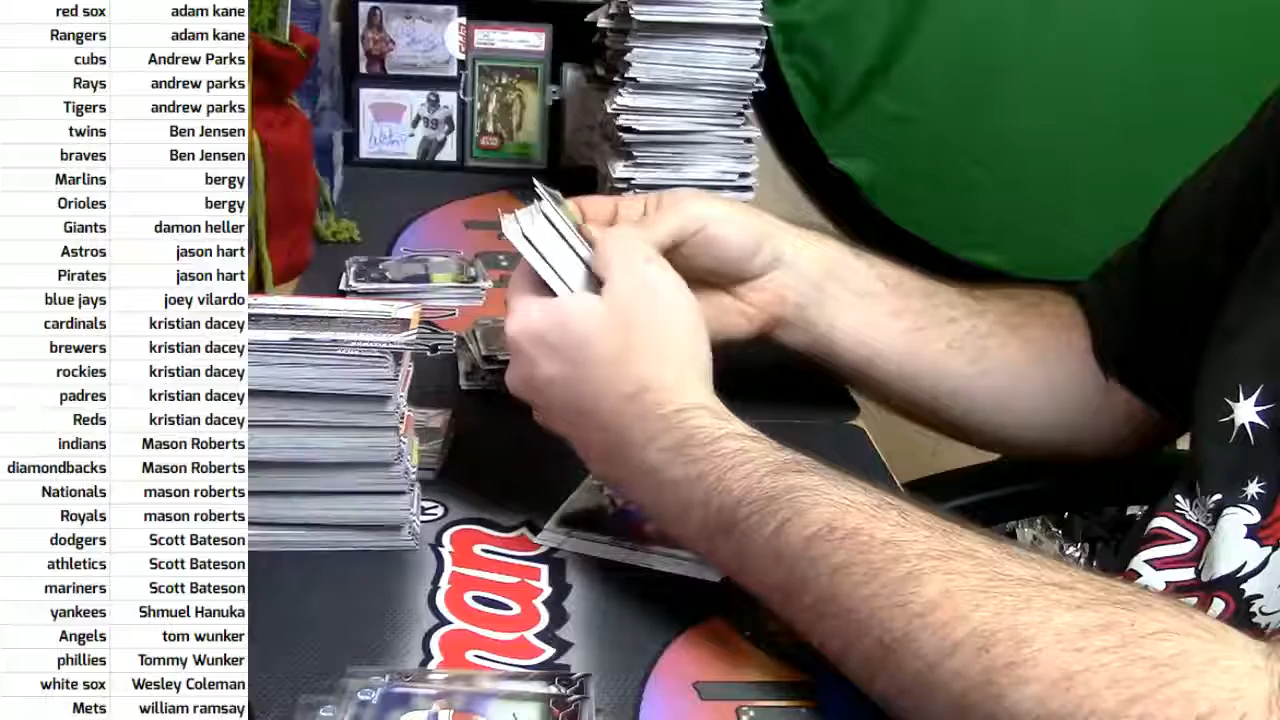 red sox adam kane
Rangers adam kane
cubs Andrew Parks
Rays andrew parks
Tigers andrew parks
twins Ben Jensen
braves Ben Jensen
Marlins bergy
Orioles bergy
Giants damon heller
Astros jason hart
Pirates jason hart
blue jays joey vilardo
cardinals kristian dacey
brewers kristian dacey
rockies kristian dacey
padres kristian dacey
Reds kristian dacey
indians Mason Roberts
diamondbacks Mason Roberts
Nationals mason roberts
Royals mason roberts
dodgers Scott Bateson
athletics Scott Bateson
mariners Scott Bateson
yankees Shmuel Hanuka
Angels tom wunker
phillies Tommy Wunker
white sox Wesley Coleman
Mets william ramsay